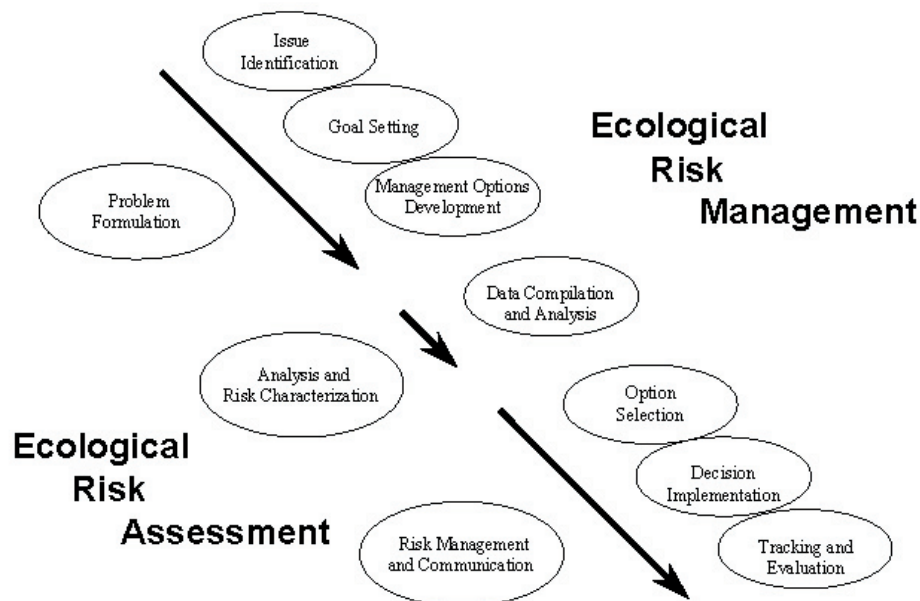 Issue
Identification
Goal Setting
Management Options
Development
Ecological
Risk
Management
Problem
Formulation
Data Compilation
and Analysis
Analysis and
Risk Characterization
Option
Selection
Ecological
Risk
Assessment
Decision
Implementation
Risk Management
and Communication
Tracking and
Evaluation